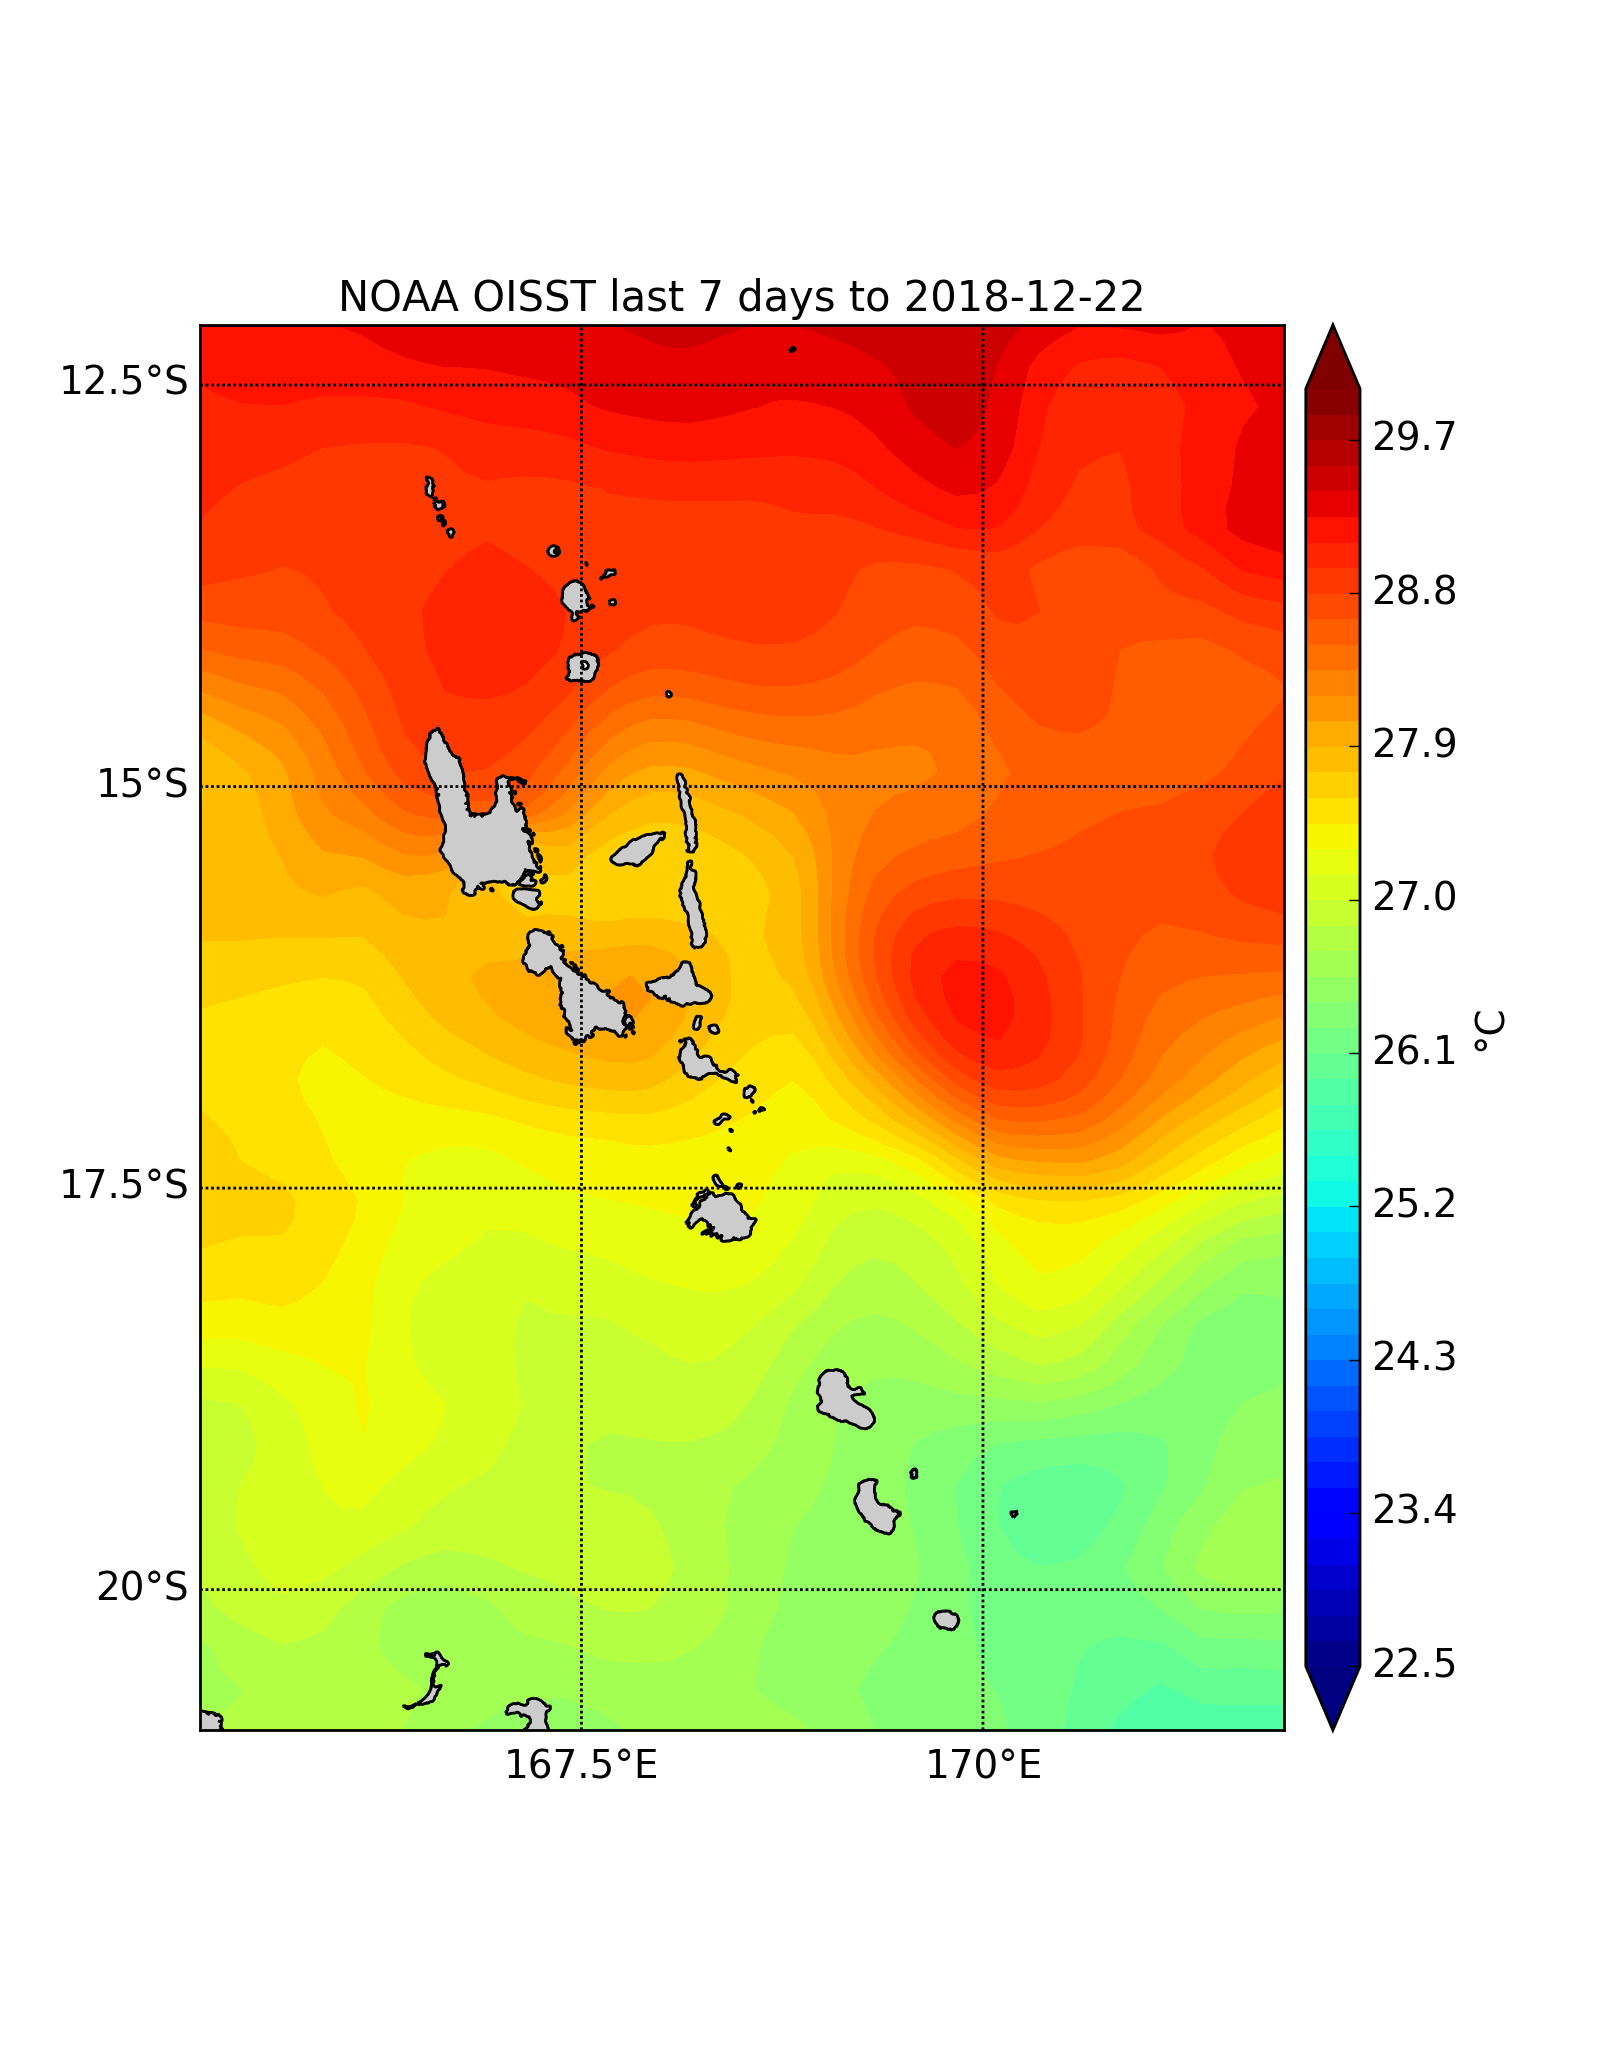 NOAA OISST last 7 days to 2018-12-22
12.5°S
15°S
17.5°S
20°S
167.5°E
170°E
29.7
28.8
27.9
27.0
26.1
25.2
24.3
23.4
22.5
°C